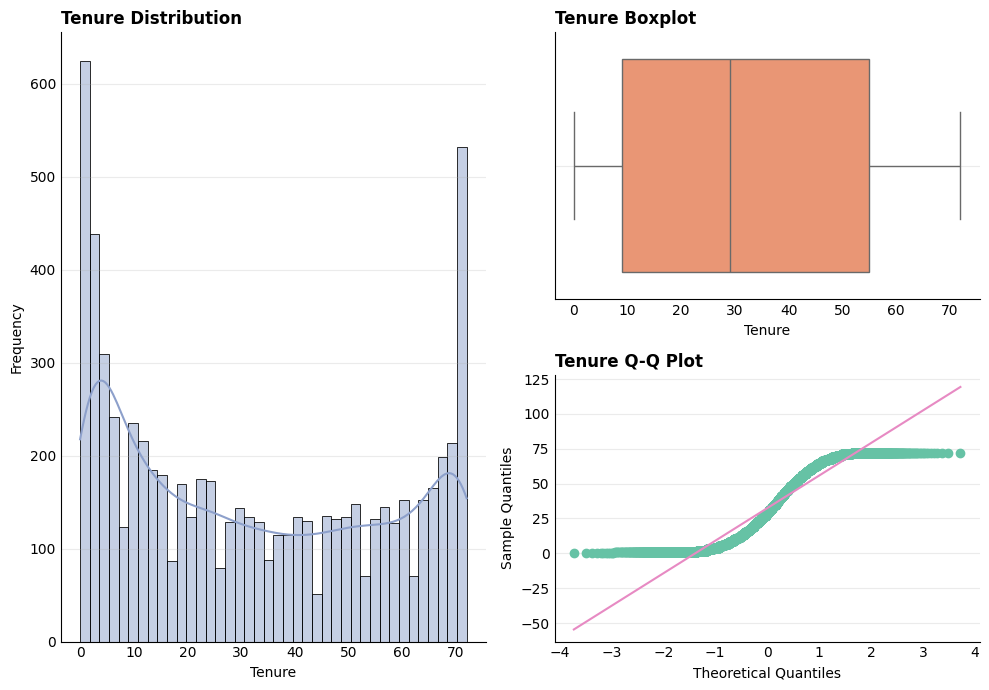 Tenure Distribution
600
500
400
300
200
100
0
Frequency
0 10 20 30 40 50 60 70
Tenure
Tenure Boxplot
0 10 20 30 40 50 60 70
Tenure
Tenure Q-Q Plot
125
100
75
50
25
0
−25
−50
Sample Quantiles
−4 −3 −2 −1 0 1 2 3 4
Theoretical Quantiles